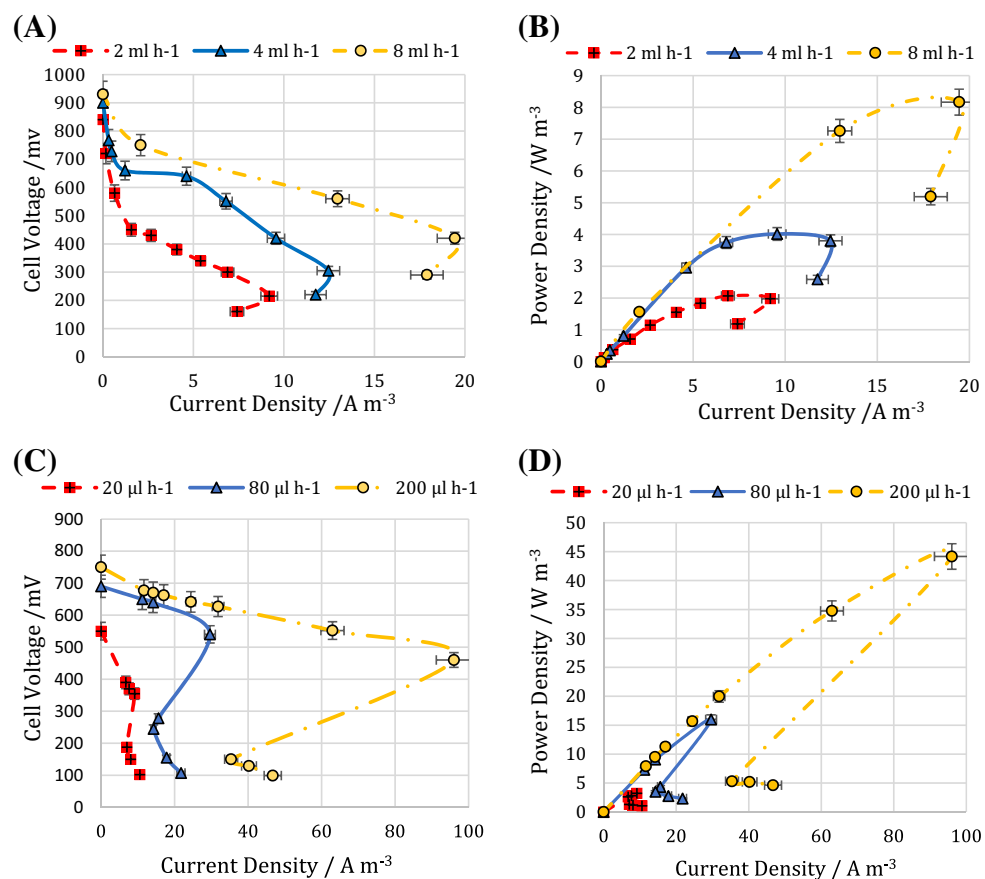 (A)
2 ml h-1 4 ml h-1 8 ml h-1
Cell Voltage /mv
1000
900
800
700
600
500
400
300
200
100
000
0 5 10 15 20
Current Density /A m-3
(B)
2 ml h-1 4 ml h-1 8 ml h-1
Power Density /W m-3
9
8
7
6
5
4
3
2
1
0
0 5 10 15 20
Current Density /A m-3
(C)
20 µl h-1 80 µl h-1 200 µl h-1
Cell Voltage /mV
900
800
700
600
500
400
300
200
100
000
0 20 40 60 80 100
Current Density / A m-3
(D)
20 µl h-1 80 µl h-1 200 µl h-1
Power Density / W m-3
50
45
40
35
30
25
20
15
10
5
0
0 20 40 60 80 100
Current Density / A m-3